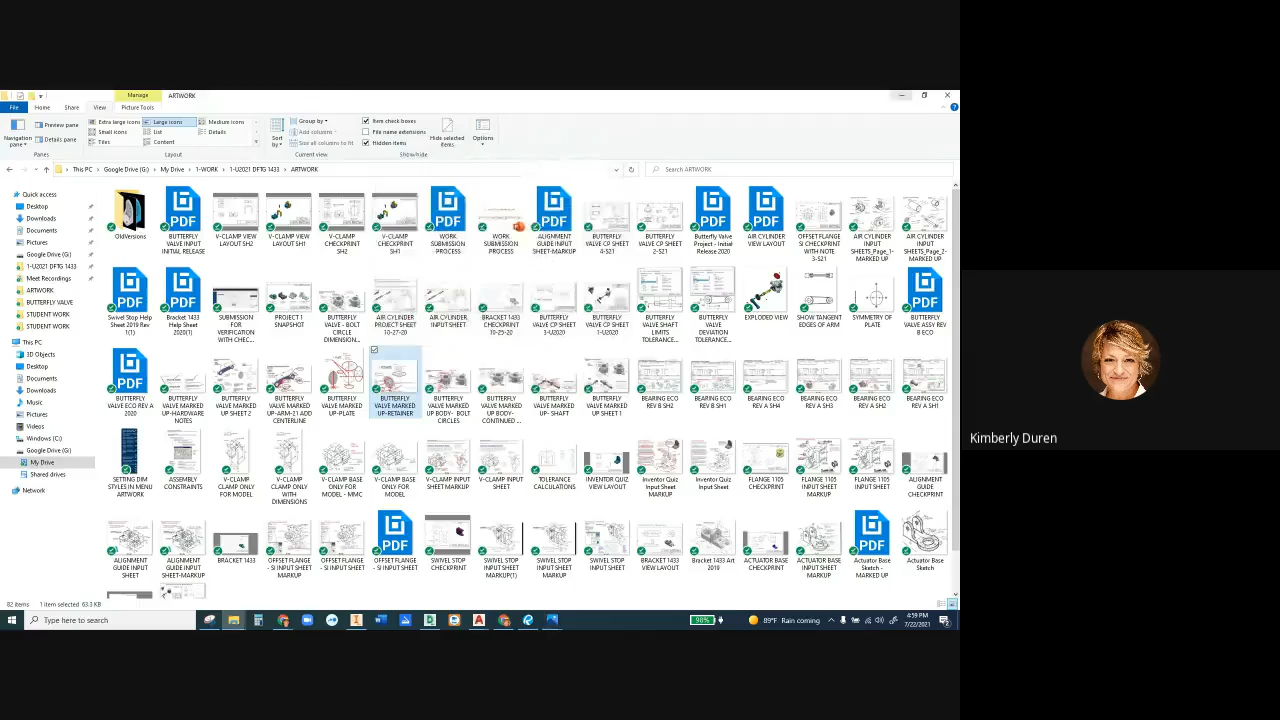 Manage
ARTWORK
File
Home
Share
View
Picture Tools
Navigation pane
Preview pane
Details pane
Extra large icons
Large icons
Medium icons
Small icons
List
Details
Tiles
Content
Sort by
Group by
Add columns
Size all columns to fit
Item check boxes
File name extensions
Hidden items
Hide selected items
Options
Panes
Layout
Current view
Show/hide
This PC > Google Drive (G:) > My Drive > 1-WORK > 1-U2021 DFTG 1433 > ARTWORK
Search ARTWORK
Quick access
Desktop
Downloads
Documents
Pictures
Google Drive (G:)
1-U2021 DFTG 1433
Meet Recordings
ARTWORK
BUTTERFLY VALVE
STUDENT WORK
STUDENT WORK
This PC
3D Objects
Desktop
Documents
Downloads
Music
Pictures
Videos
Windows (C:)
Google Drive (G:)
My Drive
Shared drives
Network
OldVersions
BUTTERFLY VALVE INPUT INITIAL RELEASE
V-CLAMP VIEW LAYOUT SH2
V-CLAMP VIEW LAYOUT SH1
V-CLAMP CHECKPRINT SH2
V-CLAMP CHECKPRINT SH1
WORK SUBMISSION PROCESS
WORK SUBMISSION PROCESS
ALIGNMENT GUIDE INPUT SHEET-MARKUP
BUTTERFLY VALVE CP SHEET 4-S21
BUTTERFLY VALVE CP SHEET 2-S21
Butterfly Valve Project - Initial Release 2020
AIR CYLINDER VIEW LAYOUT
OFFSET FLANGE SI CHECKPRINT WITH NOTE 3-S21
AIR CYLINDER INPUT SHEETS_Page_1-MARKED UP
AIR CYLINDER INPUT SHEETS_Page_2-MARKED UP
Swivel Stop Help Sheet 2019 Rev 1(1)
Bracket 1433 Help Sheet 2020(1)
SUBMISSION FOR VERIFICATION WITH CHEC...
PROJECT 1 SNAPSHOT
BUTTERFLY VALVE - BOLT CIRCLE DIMENSION...
AIR CYLINDER PROJECT SHEET 10-27-20
AIR CYLINDER INPUT SHEET
BRACKET 1433 CHECKPRINT 10-25-20
BUTTERFLY VALVE CP SHEET 3-U2020
BUTTERFLY VALVE CP SHEET 1-U2020
BUTTERFLY VALVE SHAFT LIMITS TOLERANCE...
BUTTERFLY VALVE DEVIATION TOLERANCE...
EXPLODED VIEW
SHOW TANGENT EDGES OF ARM
SYMMETRY OF PLATE
BUTTERFLY VALVE ASSY REV B ECO
BUTTERFLY VALVE ECO REV A 2020
BUTTERFLY VALVE MARKED UP-HARDWARE NOTES
BUTTERFLY VALVE MARKED UP SHEET 2
BUTTERFLY VALVE MARKED UP-ARM-21 ADD CENTERLINE
BUTTERFLY VALVE MARKED UP-PLATE
BUTTERFLY VALVE MARKED UP-RETAINER
BUTTERFLY VALVE MARKED UP BODY- BOLT CIRCLES
BUTTERFLY VALVE MARKED UP BODY-CONTINUED ...
BUTTERFLY VALVE MARKED UP- SHAFT
BUTTERFLY VALVE MARKED UP SHEET 1
BEARING ECO REV B SH2
BEARING ECO REV B SH1
BEARING ECO REV A SH4
BEARING ECO REV A SH3
BEARING ECO REV A SH2
BEARING ECO REV A SH1
SETTING DIM STYLES IN MENU ARTWORK
ASSEMBLY CONSTRAINTS
V-CLAMP CLAMP ONLY FOR MODEL
V-CLAMP CLAMP ONLY WITH DIMENSIONS
V-CLAMP BASE ONLY FOR MODEL - MMC
V-CLAMP BASE ONLY FOR MODEL
V-CLAMP INPUT SHEET MARKUP
V-CLAMP INPUT SHEET
TOLERANCE CALCULATIONS
INVENTOR QUIZ VIEW LAYOUT
Inventor Quiz Input Sheet MARKUP
Inventor Quiz Input Sheet
FLANGE 1105 CHECKPRINT
FLANGE 1105 INPUT SHEET MARKUP
FLANGE 1105 INPUT SHEET
ALIGNMENT GUIDE CHECKPRINT
ALIGNMENT GUIDE INPUT SHEET
ALIGNMENT GUIDE INPUT SHEET-MARKUP
BRACKET 1433
OFFSET FLANGE - SI INPUT SHEET MARKUP
OFFSET FLANGE - SI INPUT SHEET
OFFSET FLANGE - SI INPUT SHEET
SWIVEL STOP CHECKPRINT
SWIVEL STOP INPUT SHEET MARKUP(1)
SWIVEL STOP INPUT SHEET MARKUP
SWIVEL STOP INPUT SHEET
BRACKET 1433 VIEW LAYOUT
Bracket 1433 Art 2019
ACTUATOR BASE CHECKPRINT
ACTUATOR BASE INPUT SHEET MARKUP
Actuator Base Sketch - MARKED UP
Actuator Base Sketch
82 items
1 item selected 63.3 KB
Type here to search
98%
89°F Rain coming
4:59 PM
7/22/2021
Kimberly Duren